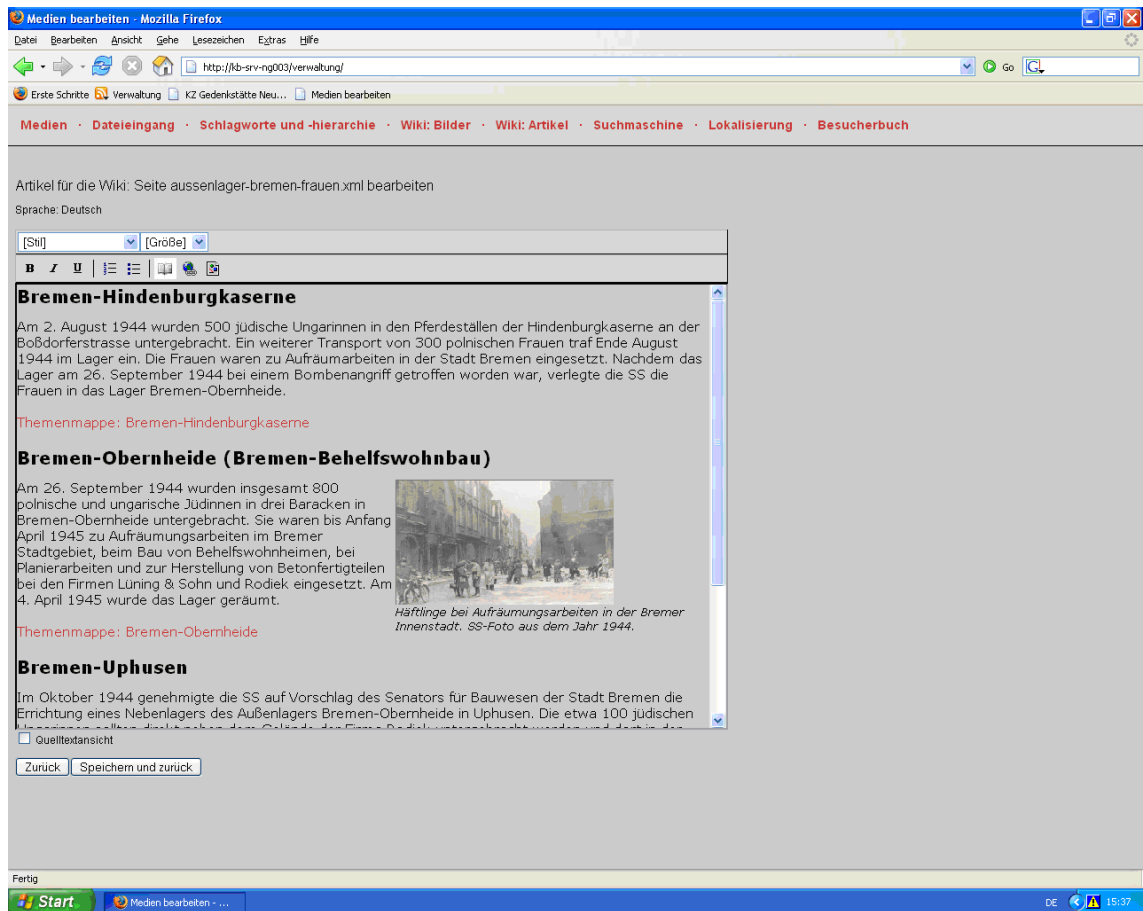 Medien bearbeiten - Mozilla Firefox
Datei Bearbeiten Ansicht Gehe Lesezeichen Extras Hilfe
http://kb-srv-ng003/verwaltung/ Go G
Erste Schritte Verwaltung KZ Gedenkstätte Neu... Medien bearbeiten
Medien · Dateieingang · Schlagworte und -hierarchie · Wiki: Bilder · Wiki: Artikel · Suchmaschine · Lokalisierung · Besucherbuch
Artikel für die Wiki: Seite aussenlager-bremen-frauen.xml bearbeiten
Sprache: Deutsch
[Stil] [Größe]
B I U
Bremen-Hindenburgkaserne
Am 2. August 1944 wurden 500 jüdische Ungarinnen in den Pferdeställen der Hindenburgkaserne an der
Boßdorferstrasse untergebracht. Ein weiterer Transport von 300 polnischen Frauen traf Ende August
1944 im Lager ein. Die Frauen waren zu Aufräumarbeiten in der Stadt Bremen eingesetzt. Nachdem das
Lager am 26. September 1944 bei einem Bombenangriff getroffen worden war, verlegte die SS die
Frauen in das Lager Bremen-Obernheide.
Themenmappe: Bremen-Hindenburgkaserne
Bremen-Obernheide (Bremen-Behelfswohnbau)
Am 26. September 1944 wurden insgesamt 800
polnische und ungarische Jüdinnen in drei Baracken in
Bremen-Obernheide untergebracht. Sie waren bis Anfang
April 1945 zu Aufräumungsarbeiten im Bremer
Stadtgebiet, beim Bau von Behelfswohnheimen, bei
Planierarbeiten und zur Herstellung von Betonfertigteilen
bei den Firmen Lüning & Sohn und Rodiek eingesetzt. Am
4. April 1945 wurde das Lager geräumt.
Häftlinge bei Aufräumungsarbeiten in der Bremer
Innenstadt. SS-Foto aus dem Jahr 1944.
Themenmappe: Bremen-Obernheide
Bremen-Uphusen
Im Oktober 1944 genehmigte die SS auf Vorschlag des Senators für Bauwesen der Stadt Bremen die
Errichtung eines Nebenlagers des Außenlagers Bremen-Obernheide in Uphusen. Die etwa 100 jüdischen
Quelltextansicht
Zurück Speichern und zurück
Fertig
Start Medien bearbeiten - ... DE 15:37